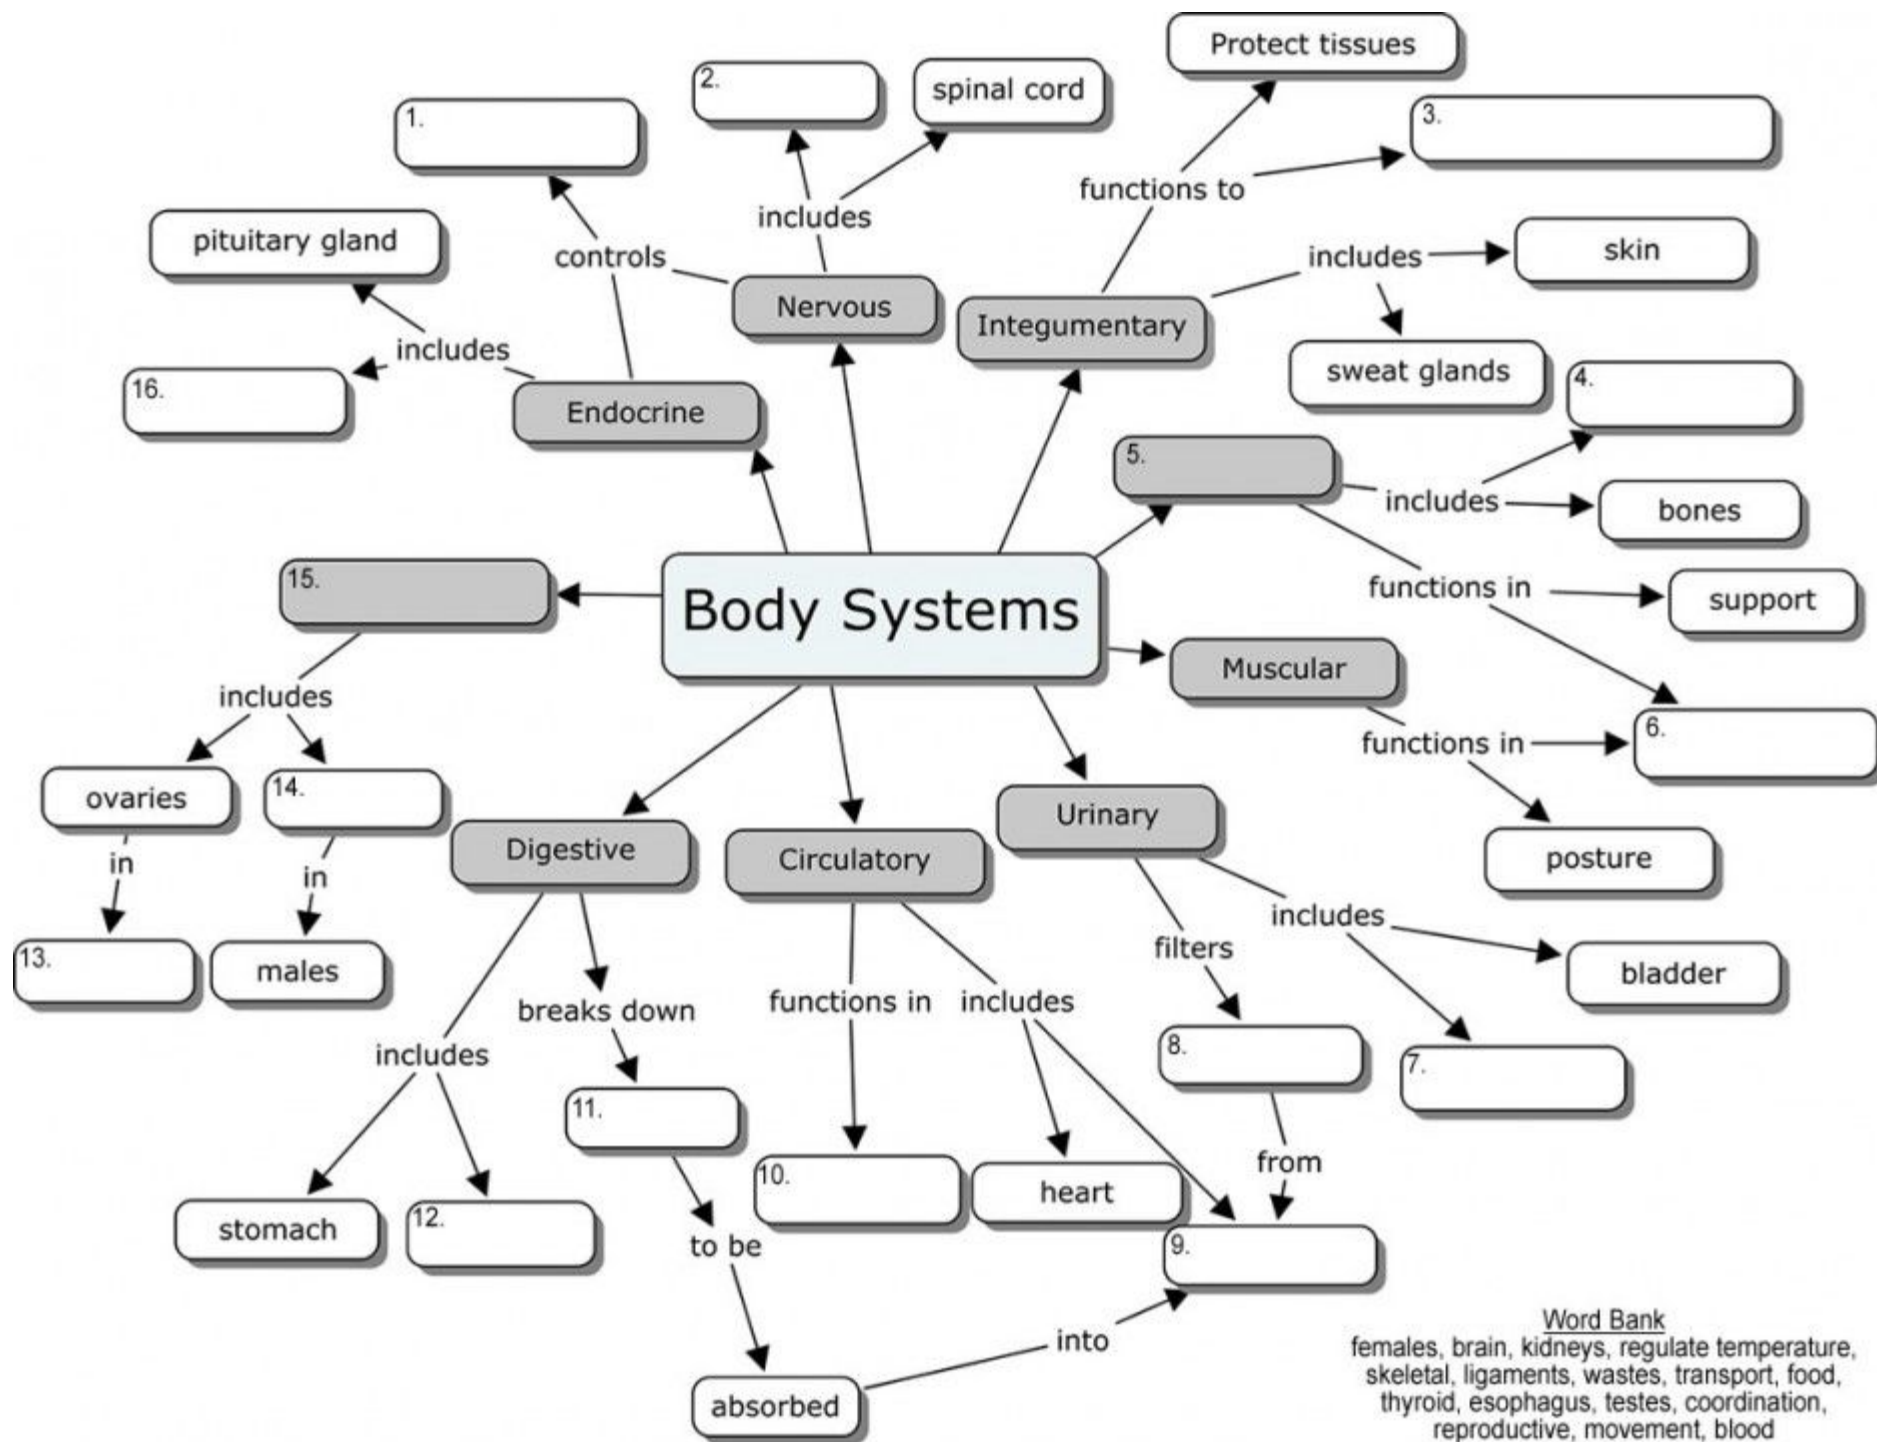 Protect tissues
2.
spinal cord
1.
3.
functions to
includes
pituitary gland
controls
includes
skin
Nervous
Integumentary
includes
sweat glands
4.
16.
Endocrine
5.
includes
bones
15.
Body Systems
functions in
support
Muscular
includes
6.
functions in
ovaries
14.
Urinary
Digestive
Circulatory
posture
in
in
includes
filters
13.
males
bladder
breaks down
functions in
includes
includes
8.
7.
11.
10.
heart
from
stomach
12.
to be
9.
into
absorbed
Word Bank
females, brain, kidneys, regulate temperature,
skeletal, ligaments, wastes, transport, food,
thyroid, esophagus, testes, coordination,
reproductive, movement, blood